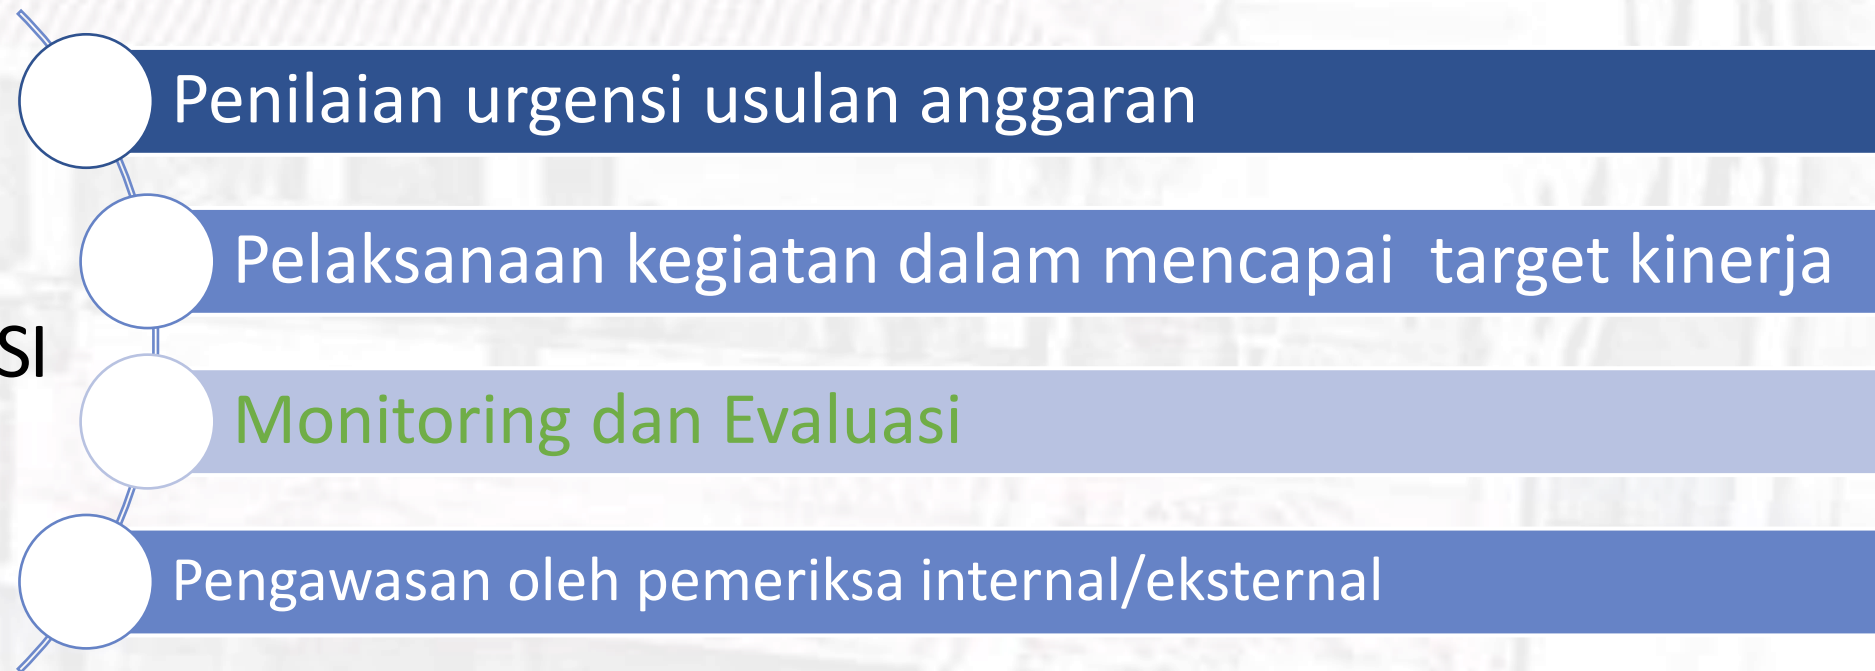 Penilaian urgensi usulan anggaran
Pelaksanaan kegiatan dalam mencapai target kinerja
SI
Monitoring dan Evaluasi
Pengawasan oleh pemeriksa internal/eksternal